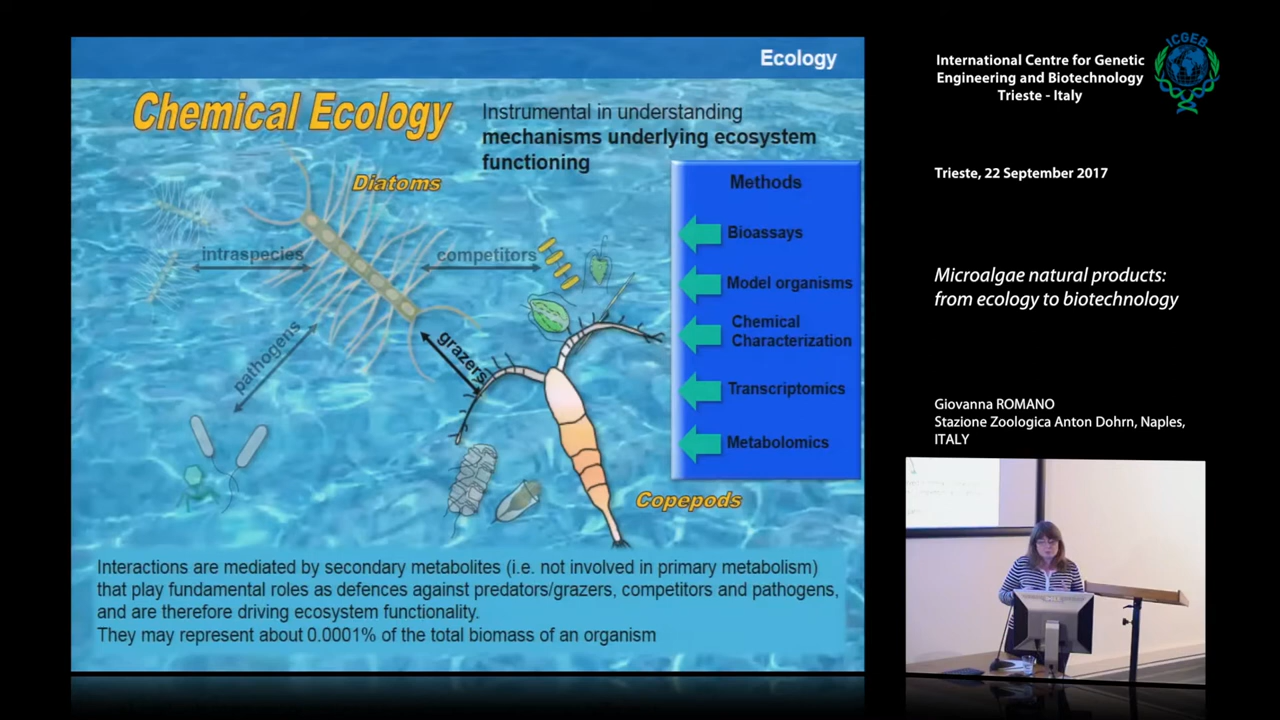 Ecology
Chemical Ecology
Instrumental in understanding
mechanisms underlying ecosystem
functioning
Diatoms
intraspecies
competitors
pathogens
grazers
Methods
Bioassays
Model organisms
Chemical
Characterization
Transcriptomics
Metabolomics
Copepods
Interactions are mediated by secondary metabolites (i.e. not involved in primary metabolism)
that play fundamental roles as defences against predators/grazers, competitors and pathogens,
and are therefore driving ecosystem functionality.
They may represent about 0.0001% of the total biomass of an organism
International Centre for Genetic
Engineering and Biotechnology
Trieste - Italy
ICGEB
Trieste, 22 September 2017
Microalgae natural products:
from ecology to biotechnology
Giovanna ROMANO
Stazione Zoologica Anton Dohrn, Naples,
ITALY